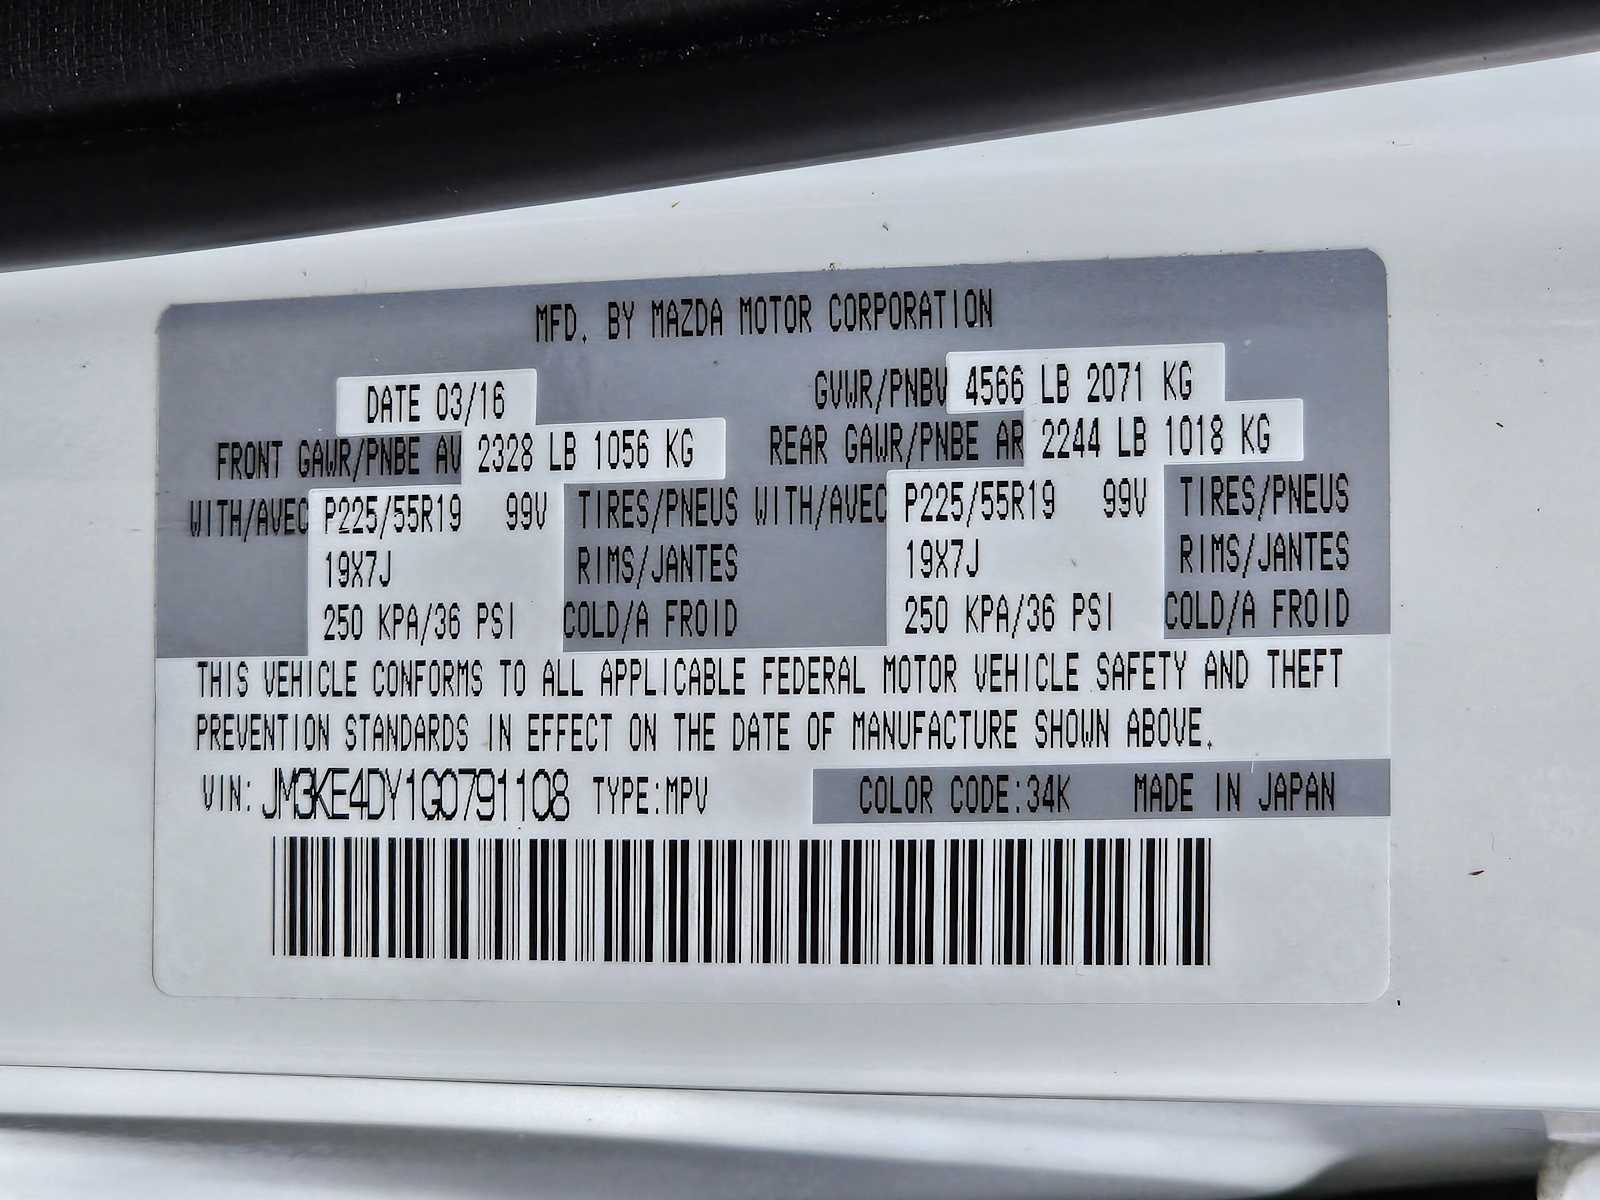 MFD. BY MAZDA MOTOR CORPORATION
DATE 03/16 GVWR/PNBV 4566 LB 2071 KG
FRONT GAWR/PNBE AV 2328 LB 1056 KG REAR GAWR/PNBE AR 2244 LB 1018 KG
WITH/AVEC P225/55R19 99V TIRES/PNEUS WITH/AVEC P225/55R19 99V TIRES/PNEUS
19X7J RIMS/JANTES 19X7J RIMS/JANTES
250 KPA/36 PSI COLD/A FROID 250 KPA/36 PSI COLD/A FROID
THIS VEHICLE CONFORMS TO ALL APPLICABLE FEDERAL MOTOR VEHICLE SAFETY AND THEFT
PREVENTION STANDARDS IN EFFECT ON THE DATE OF MANUFACTURE SHOWN ABOVE.
VIN: JM3KE4DY1G0791108 TYPE:MPV COLOR CODE:34K MADE IN JAPAN